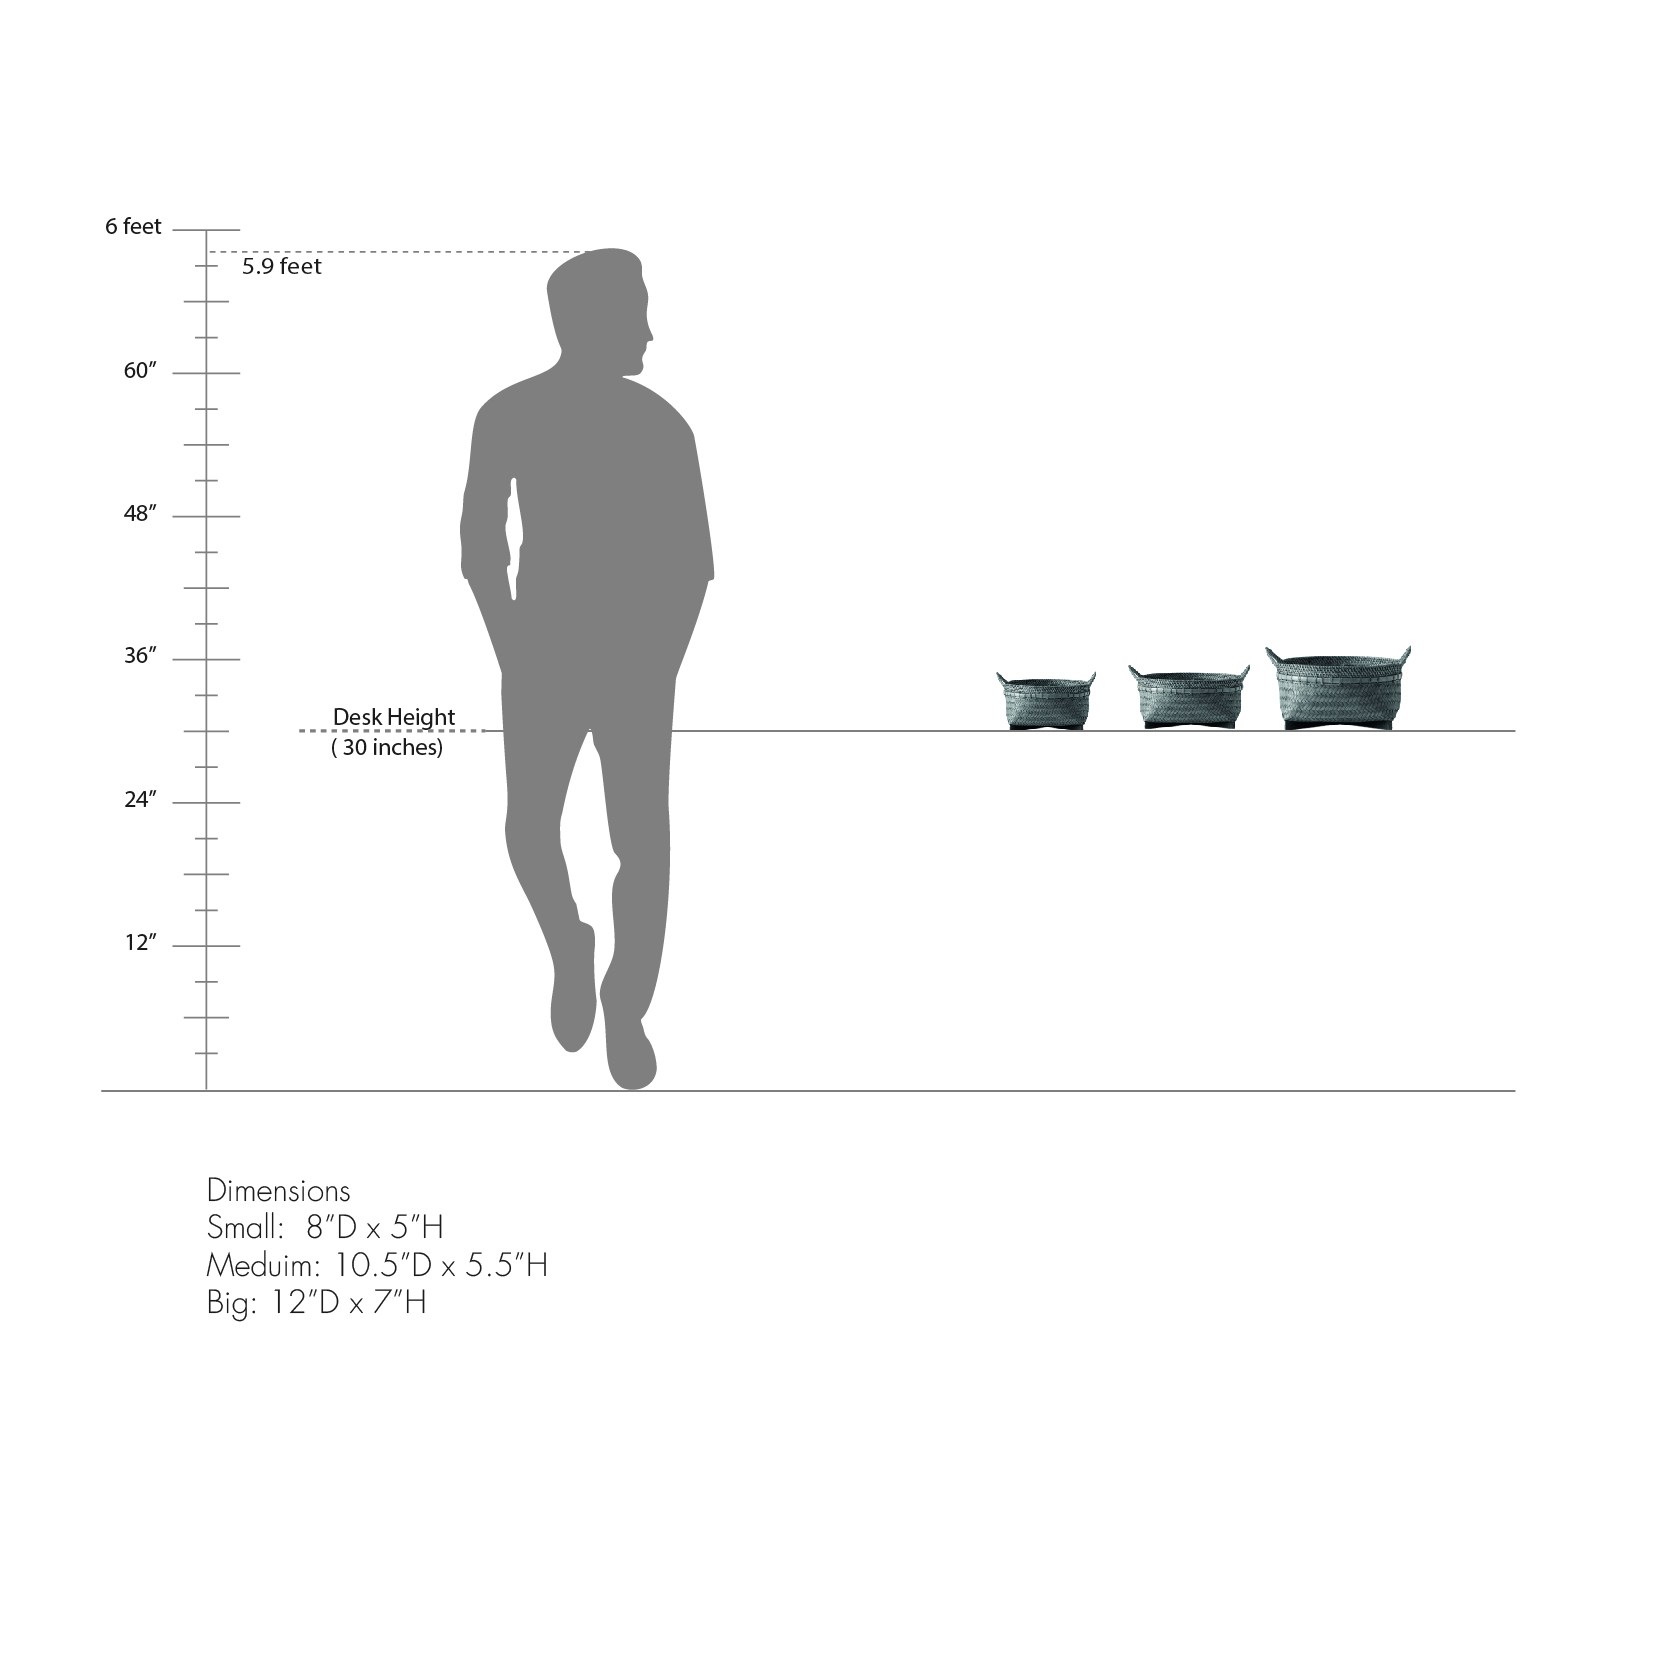 6 feet
5.9 feet
60”
48”
36”
Desk Height
( 30 inches)
24”
12”
Dimensions
Small: 8”D x 5”H
Meduim: 10.5”D x 5.5”H
Big: 12”D x 7”H